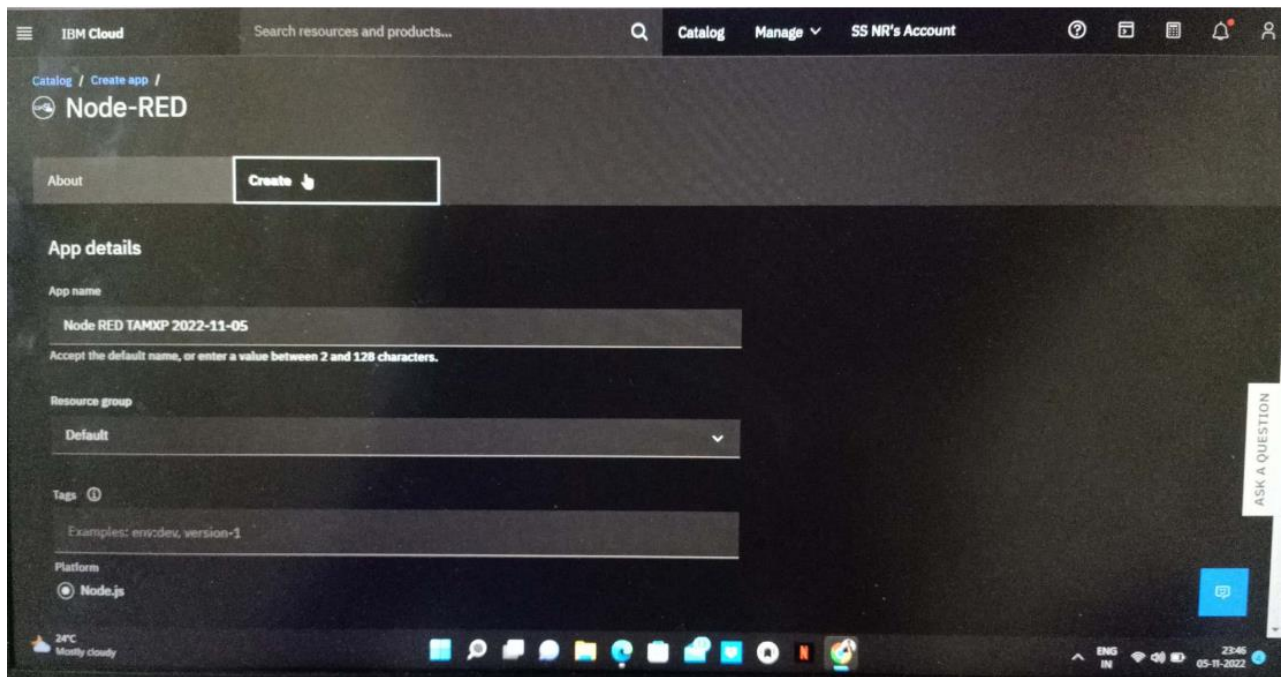 IBM Cloud Search resources and products... Catalog Manage SS NR's Account
Catalog / Create app /
Node-RED
About Create
App details
App name
Node RED TAMXP 2022-11-05
Accept the default name, or enter a value between 2 and 128 characters.
Resource group
Default
ASK A QUESTION
Tags
Examples: env:dev, version-1
Platform
Node.js
24°C
Mostly cloudy
N
ENG
IN
23:46
05-11-2022